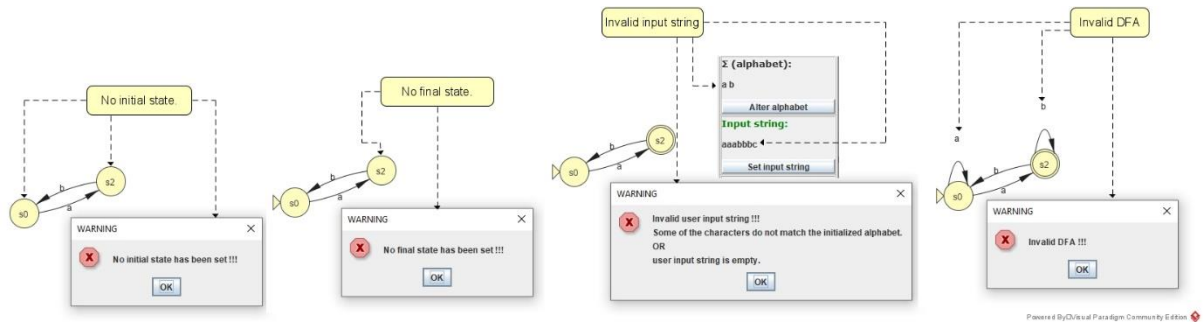 No initial state.
b
s2
s0
a
WARNING
X
No initial state has been set !!!
OK
No final state.
b
s2
s0
a
WARNING
X
No final state has been set !!!
OK
Invalid input string
Σ (alphabet):
a b
Alter alphabet
Input string:
aaabbbc
Set input string
b
s2
s0
a
WARNING
X
Invalid user input string !!!
Some of the characters do not match the initialized alphabet.
OR
user input string is empty.
OK
Invalid DFA
b
a
b
s2
s0
a
WARNING
X
Invalid DFA !!!
OK
Powered By Visual Paradigm Community Edition